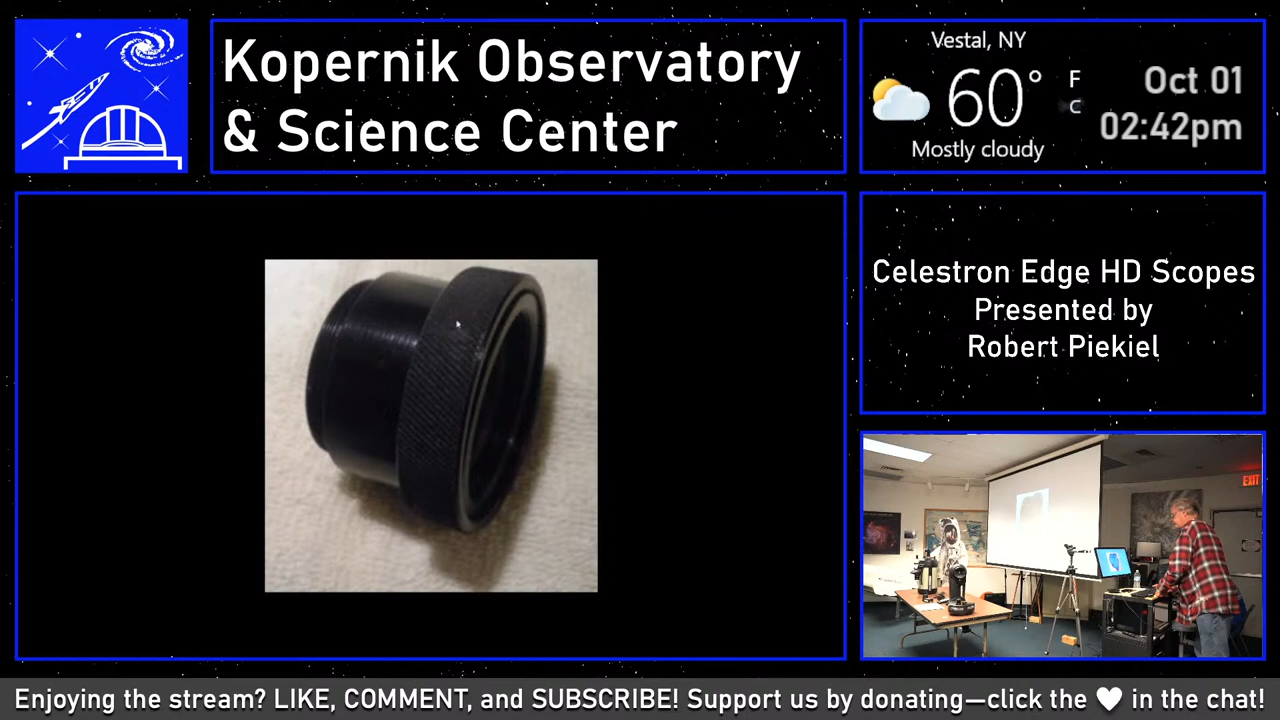 Kopernik Observatory
& Science Center
Vestal, NY
60° F
C
Mostly cloudy
Oct 01
02:42pm
Celestron Edge HD Scopes
Presented by
Robert Piekiel
EXIT
Enjoying the stream? LIKE, COMMENT, and SUBSCRIBE! Support us by donating—click the ♥ in the chat!